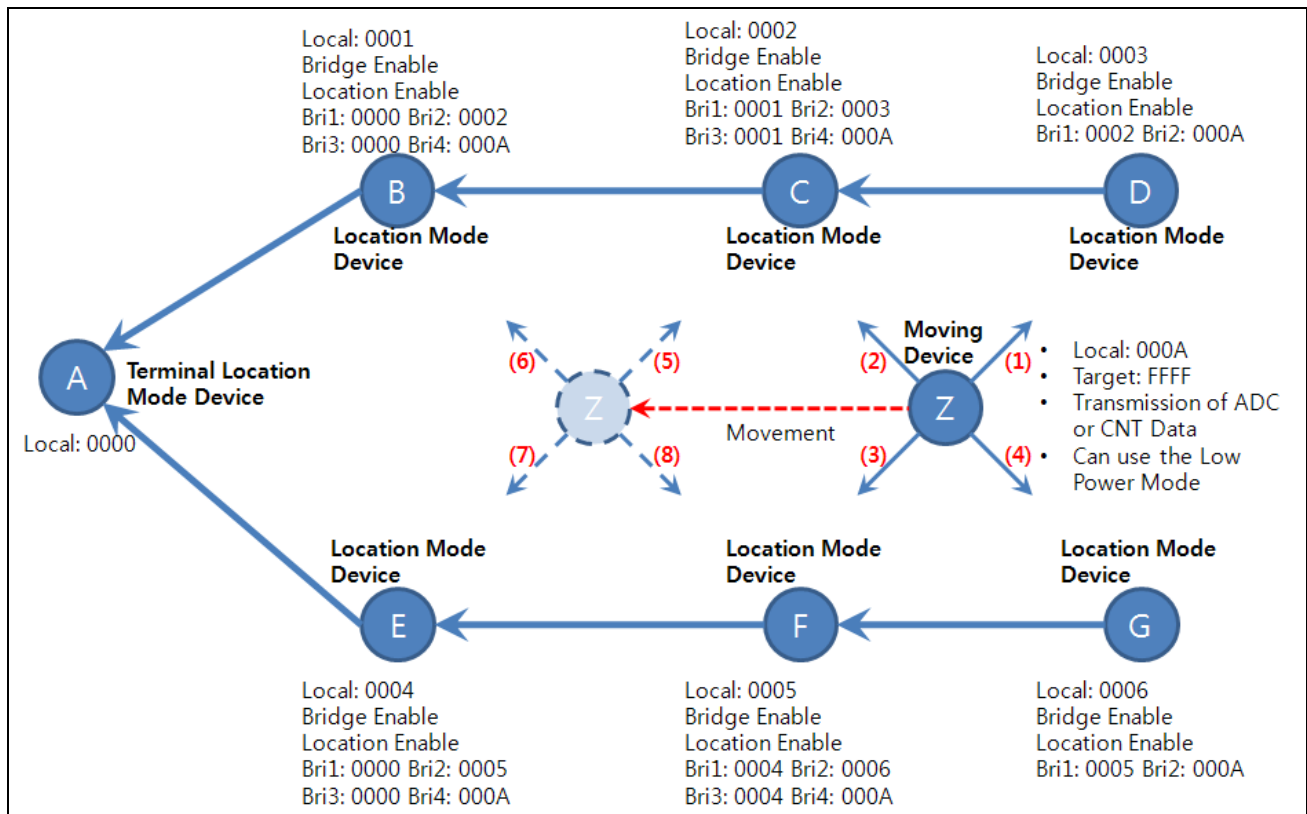 Local: 0001
Bridge Enable
Location Enable
Bri1: 0000 Bri2: 0002
Bri3: 0000 Bri4: 000A
Local: 0002
Bridge Enable
Location Enable
Bri1: 0001 Bri2: 0003
Bri3: 0001 Bri4: 000A
Local: 0003
Bridge Enable
Location Enable
Bri1: 0002 Bri2: 000A
B
C
D
Location Mode
Device
Location Mode
Device
Location Mode
Device
A
Terminal Location
Mode Device
Local: 0000
(6)
(5)
Z
(7)
(8)
Movement
Moving
Device
(2)
(1)
Z
(3)
(4)
• Local: 000A
• Target: FFFF
• Transmission of ADC
or CNT Data
• Can use the Low
Power Mode
Location Mode
Device
Location Mode
Device
Location Mode
Device
E
F
G
Local: 0004
Bridge Enable
Location Enable
Bri1: 0000 Bri2: 0005
Bri3: 0000 Bri4: 000A
Local: 0005
Bridge Enable
Location Enable
Bri1: 0004 Bri2: 0006
Bri3: 0004 Bri4: 000A
Local: 0006
Bridge Enable
Location Enable
Bri1: 0005 Bri2: 000A